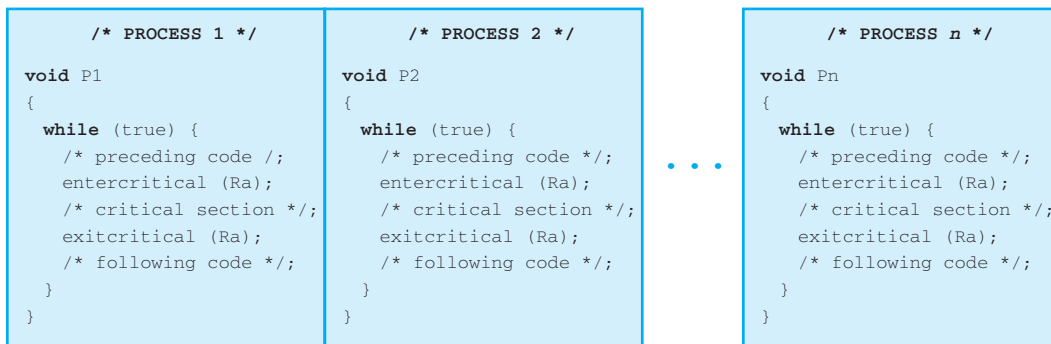 /* PROCESS 1 */
void P1
{
while (true) {
/* preceding code /;
entercritical (Ra);
/* critical section */;
exitcritical (Ra);
/* following code */;
}
}
/* PROCESS 2 */
void P2
{
while (true) {
/* preceding code */;
entercritical (Ra);
/* critical section */;
exitcritical (Ra);
/* following code */;
}
}
• • •
/* PROCESS n */
void Pn
{
while (true) {
/* preceding code */;
entercritical (Ra);
/* critical section */;
exitcritical (Ra);
/* following code */;
}
}